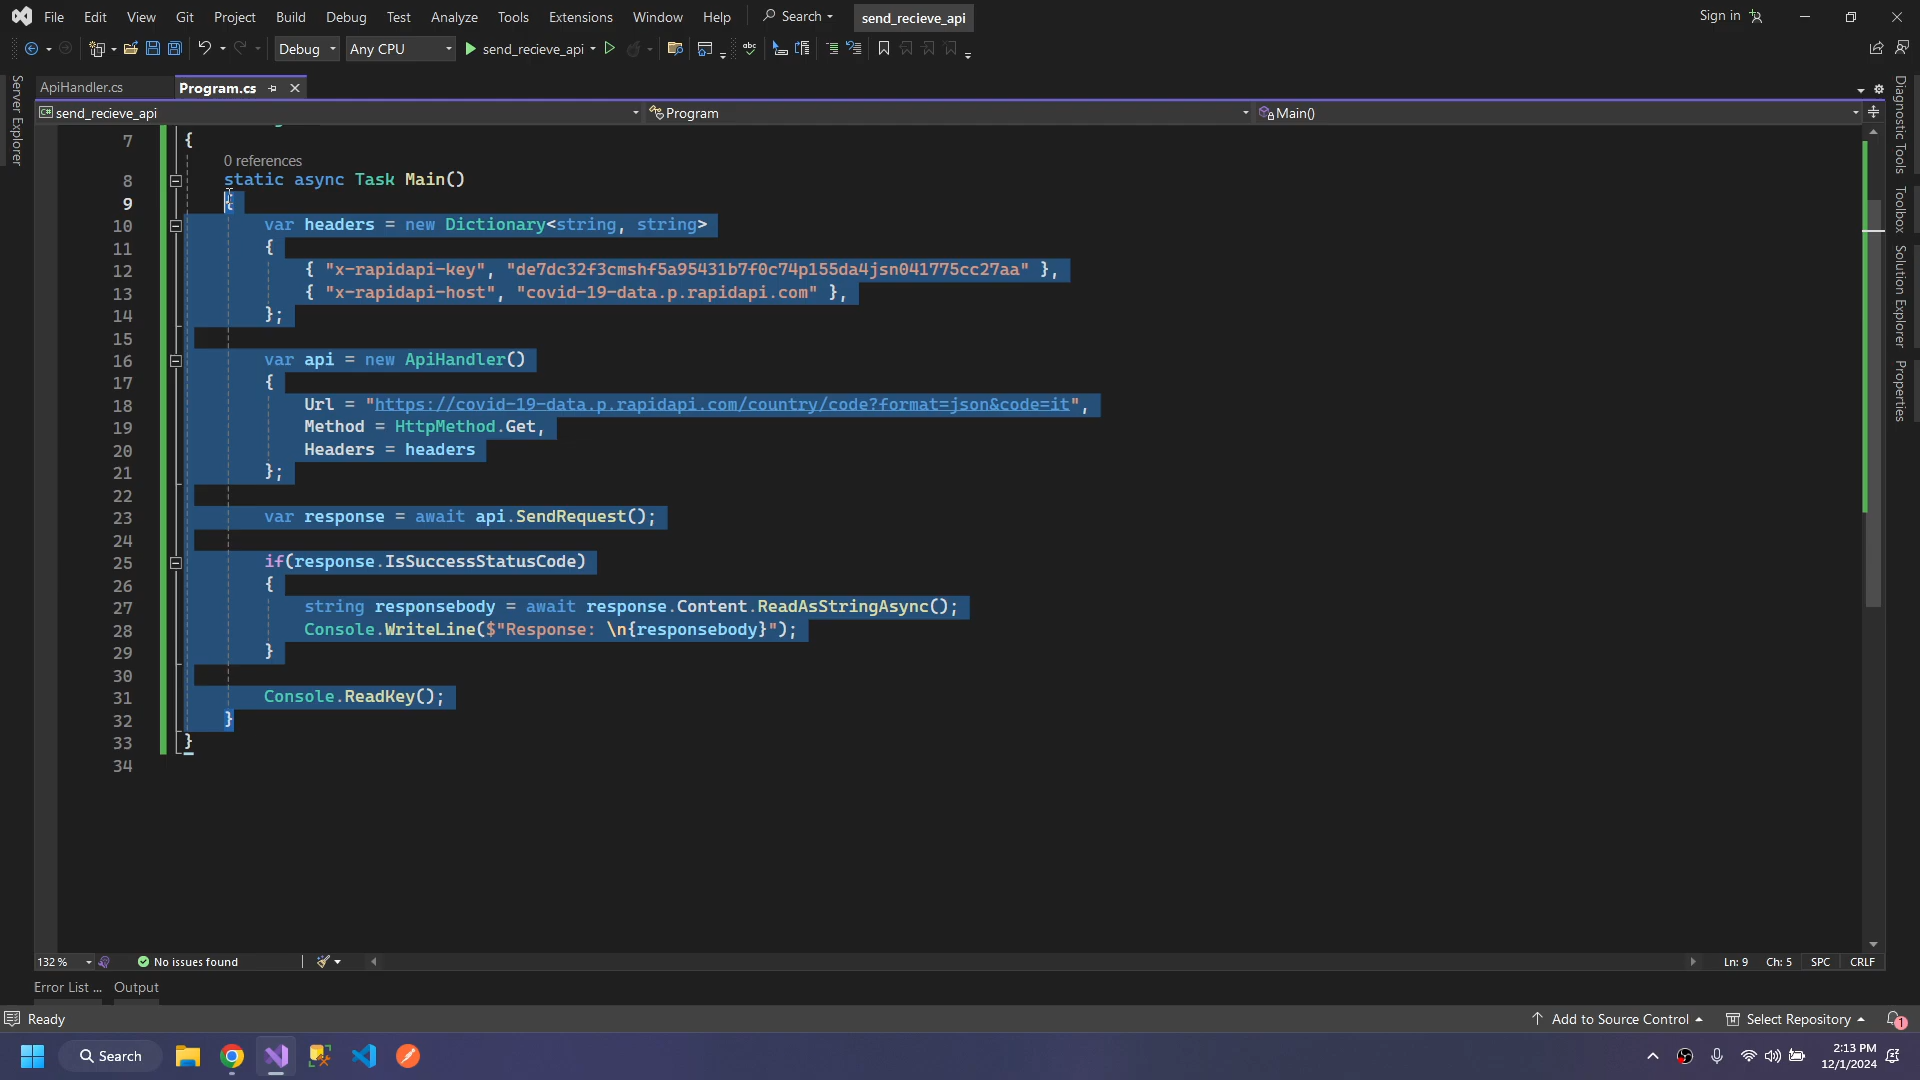 File Edit View Git Project Build Debug Test Analyze Tools Extensions Window Help Search send_recieve_api Sign in
Debug Any CPU send_recieve_api
ApiHandler.cs Program.cs
send_recieve_api Program Main()
7 {
0 references
8 static async Task Main()
9 {
10 var headers = new Dictionary<string, string>
11 {
12 { "x-rapidapi-key", "de7dc32f3cmshf5a95431b7f0c74p155da4jsn041775cc27aa" },
13 { "x-rapidapi-host", "covid-19-data.p.rapidapi.com" },
14 };
15
16 var api = new ApiHandler()
17 {
18 Url = "https://covid-19-data.p.rapidapi.com/country/code?format=json&code=it",
19 Method = HttpMethod.Get,
20 Headers = headers
21 };
22
23 var response = await api.SendRequest();
24
25 if(response.IsSuccessStatusCode)
26 {
27 string responsebody = await response.Content.ReadAsStringAsync();
28 Console.WriteLine($"Response: \n{responsebody}");
29 }
30
31 Console.ReadKey();
32 }
33 }
34
Server Explorer
Diagnostic Tools
Toolbox
Solution Explorer
Properties
132 % No issues found Ln: 9 Ch: 5 SPC CRLF
Error List ... Output
Ready Add to Source Control Select Repository 1
Search 2:13 PM
12/1/2024